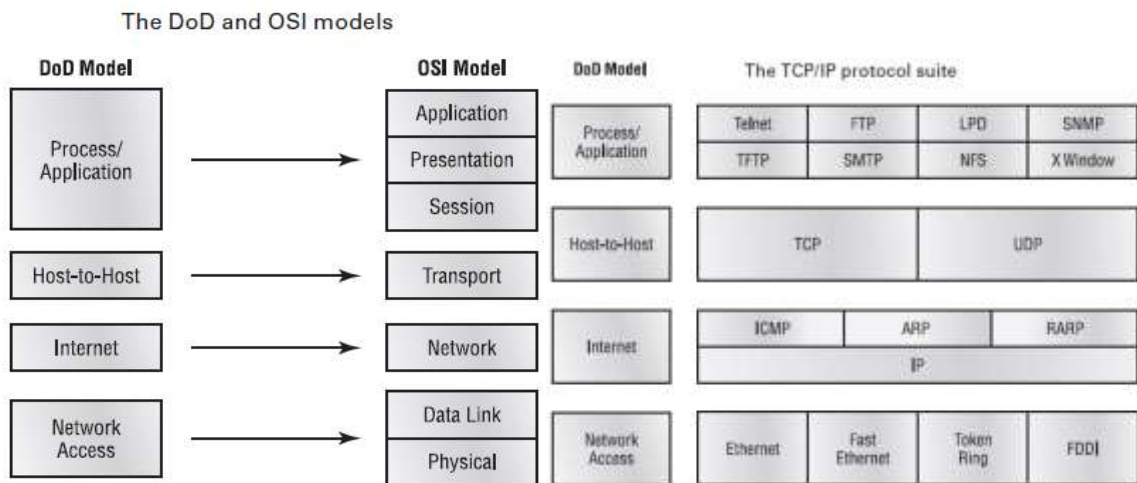 The DoD and OSI models
DoD Model
OSI Model
DoD Model
The TCP/IP protocol suite
Process/
Application
Application
Presentation
Session
Process/
Application
Telnet
FTP
LPD
SNMP
TFTP
SMTP
NFS
X Window
Host-to-Host
Transport
Host-to-Host
TCP
UDP
Internet
Network
Internet
ICMP
ARP
RARP
IP
Network
Access
Data Link
Physical
Network
Access
Ethernet
Fast
Ethernet
Token
Ring
FDDI